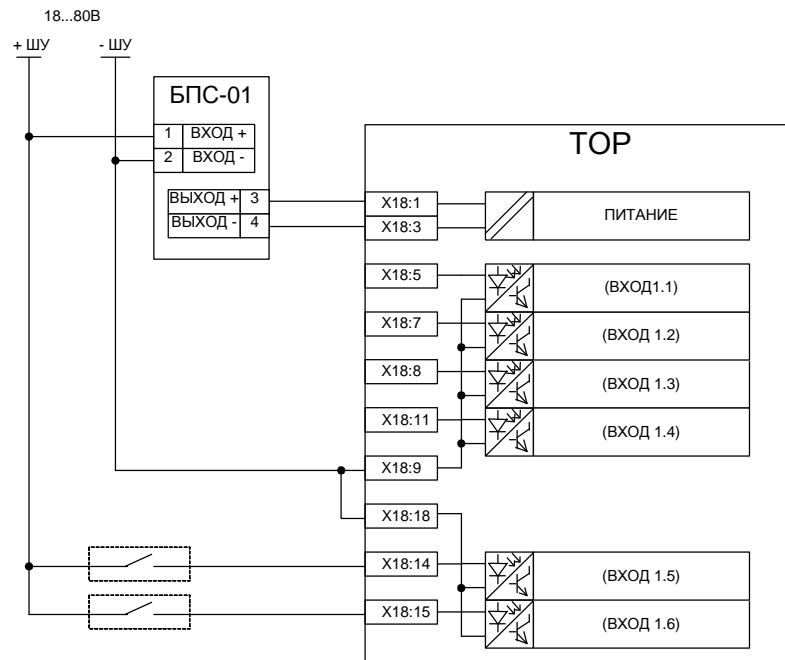 18...80В
+ ШУ
- ШУ
БПС-01
1 ВХОД +
2 ВХОД -
ВЫХОД + 3
ВЫХОД - 4
ТОР
X18:1
X18:3
ПИТАНИЕ
X18:5
(ВХОД1.1)
X18:7
(ВХОД 1.2)
X18:8
(ВХОД 1.3)
X18:11
(ВХОД 1.4)
X18:9
X18:18
X18:14
(ВХОД 1.5)
X18:15
(ВХОД 1.6)